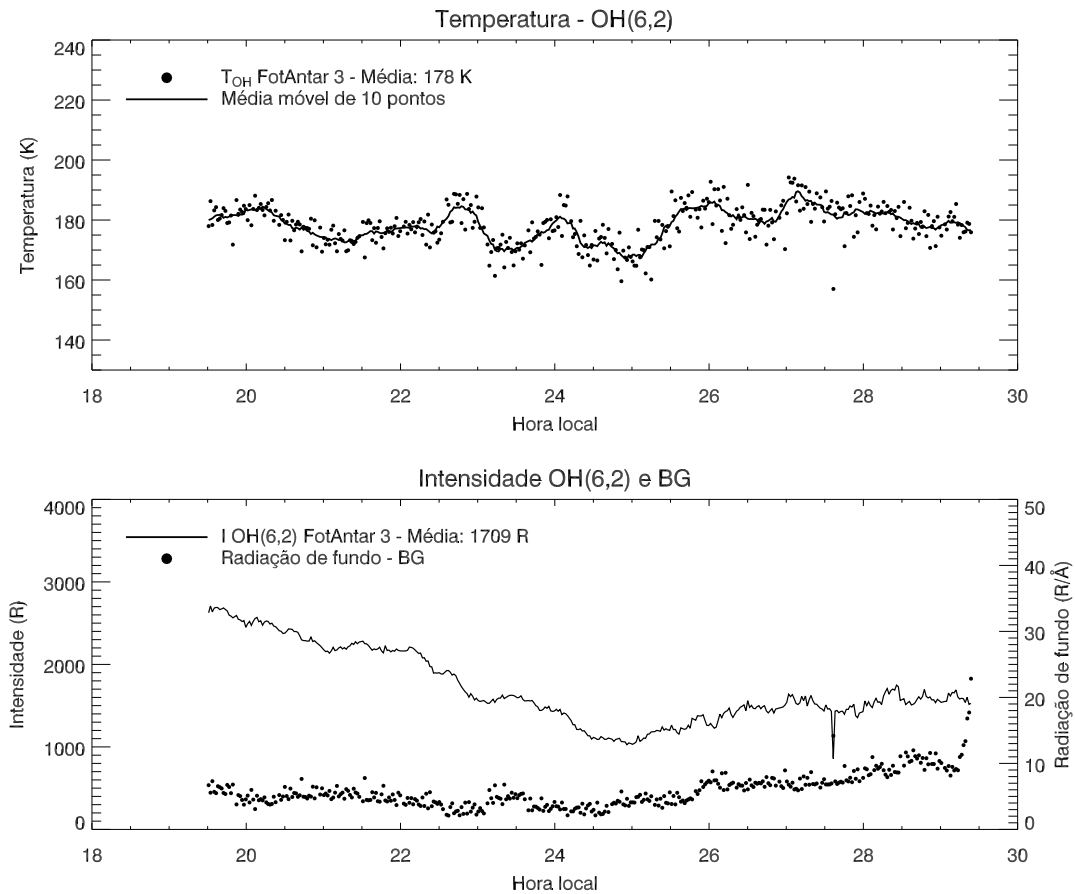 Temperatura - OH(6,2)
240
220
200
180
160
140
Temperatura (K)
T_OH FotAntar 3 - Média: 178 K
Média móvel de 10 pontos
18 20 22 24 26 28 30
Hora local
Intensidade OH(6,2) e BG
4000
3000
2000
1000
0
Intensidade (R)
I OH(6,2) FotAntar 3 - Média: 1709 R
Radiação de fundo - BG
50
40
30
20
10
0
Radiação de fundo (R/Å)
18 20 22 24 26 28 30
Hora local